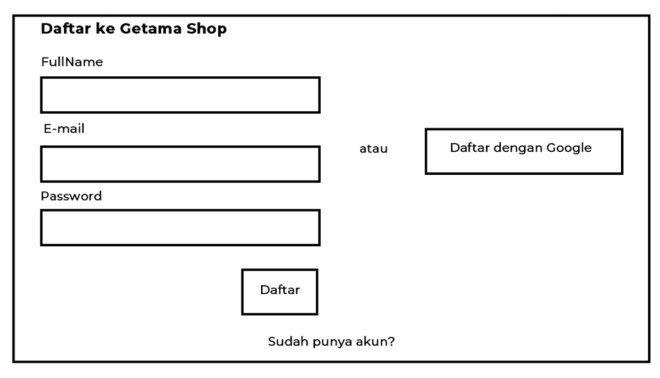 Daftar ke Getama Shop
FullName
E-mail
Password
atau
Daftar dengan Google
Daftar
Sudah punya akun?